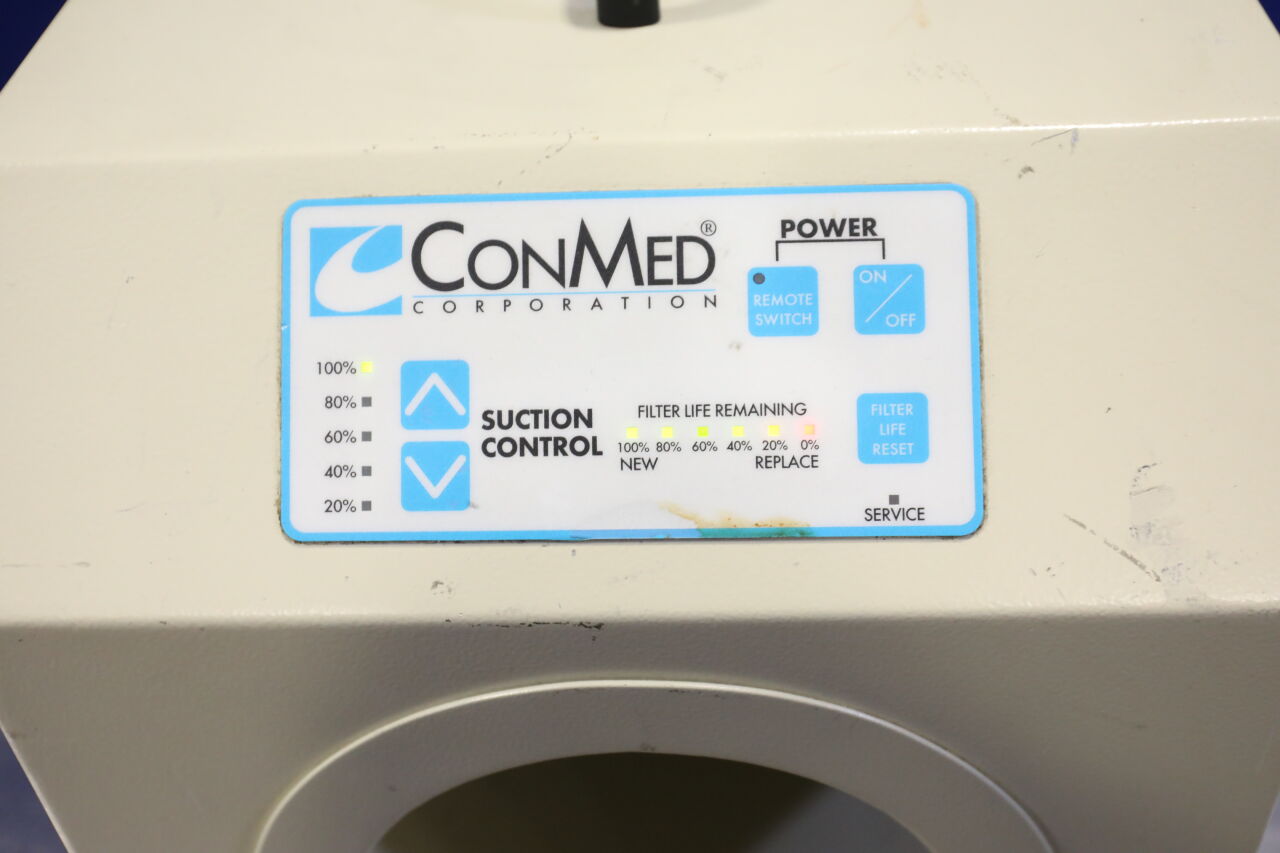 CONMED®
CORPORATION
POWER
REMOTE
SWITCH
ON
OFF
100%
80%
60%
40%
20%
SUCTION
CONTROL
FILTER LIFE REMAINING
100% 80% 60% 40% 20% 0%
NEW REPLACE
FILTER
LIFE
RESET
SERVICE